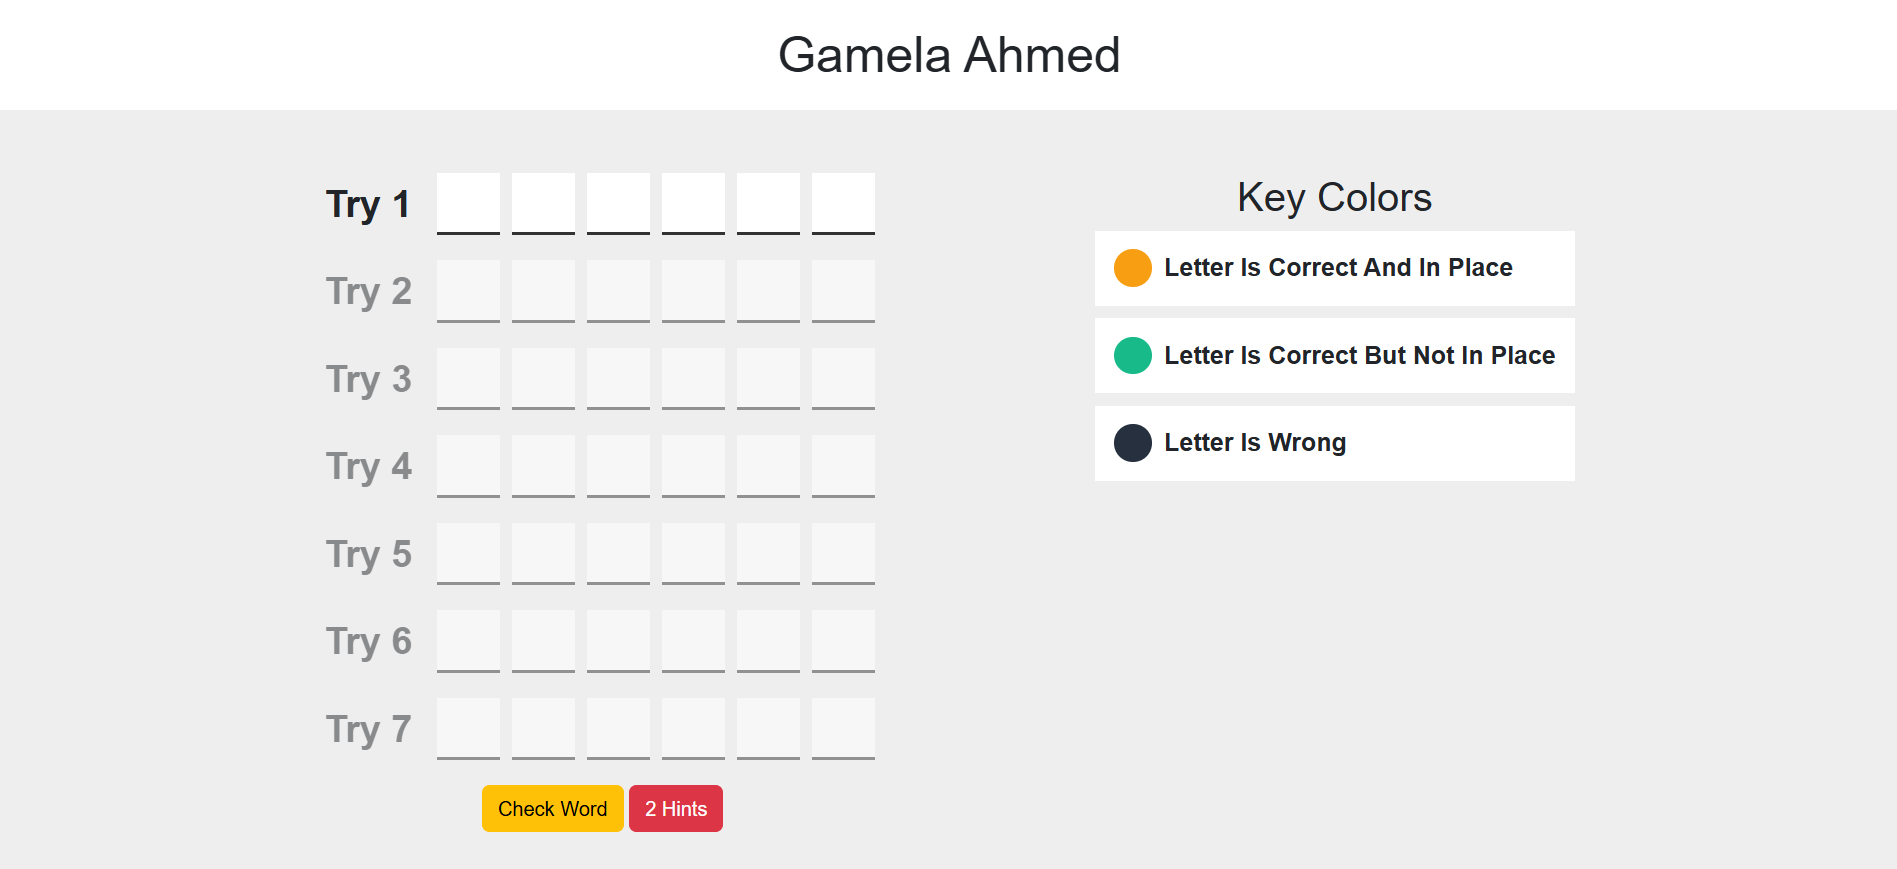 Gamela Ahmed
Try 1
Try 2
Try 3
Try 4
Try 5
Try 6
Try 7
Check Word
2 Hints
Key Colors
Letter Is Correct And In Place
Letter Is Correct But Not In Place
Letter Is Wrong